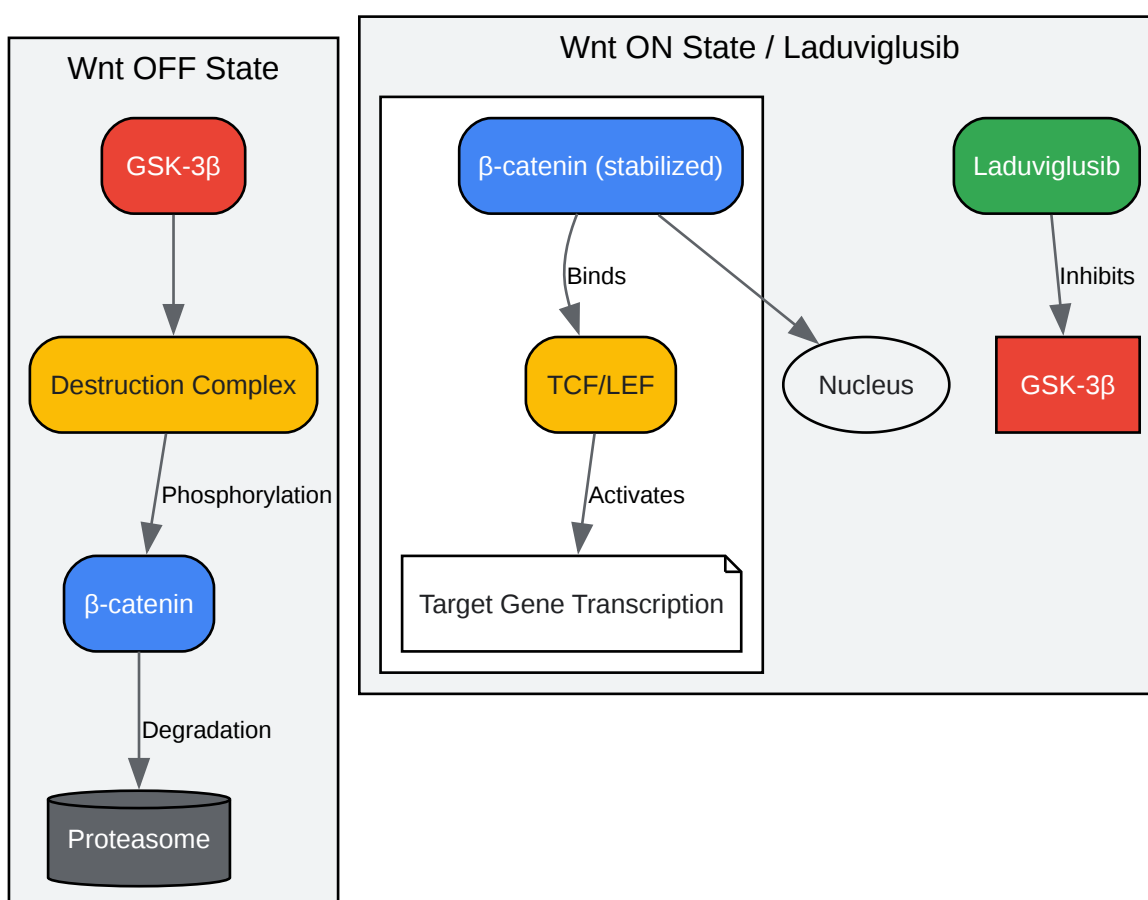 Wnt OFF State
GSK-3β
Destruction Complex
Phosphorylation
β-catenin
Degradation
Proteasome
Wnt ON State / Laduviglusib
β-catenin (stabilized)
Laduviglusib
Binds
Inhibits
TCF/LEF
Nucleus
GSK-3β
Activates
Target Gene Transcription